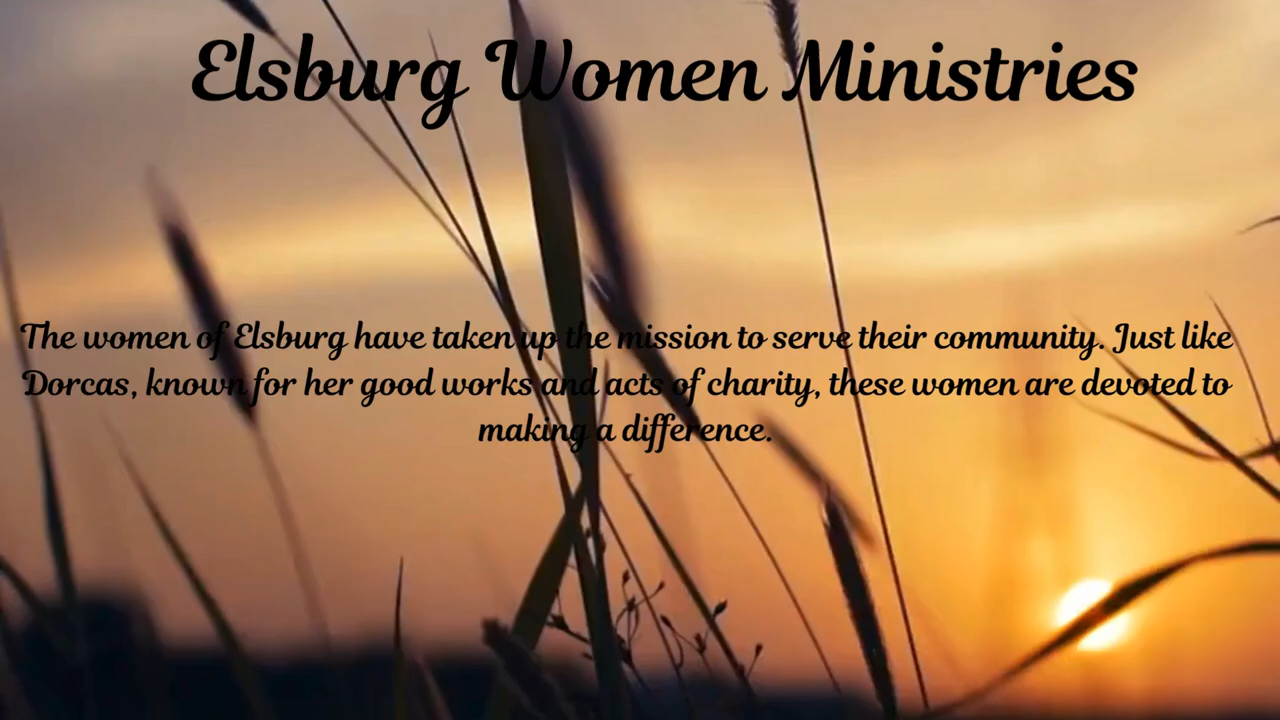 Elsburg Women Ministries
The women of Elsburg have taken up the mission to serve their community. Just like
Dorcas, known for her good works and acts of charity, these women are devoted to
making a difference.